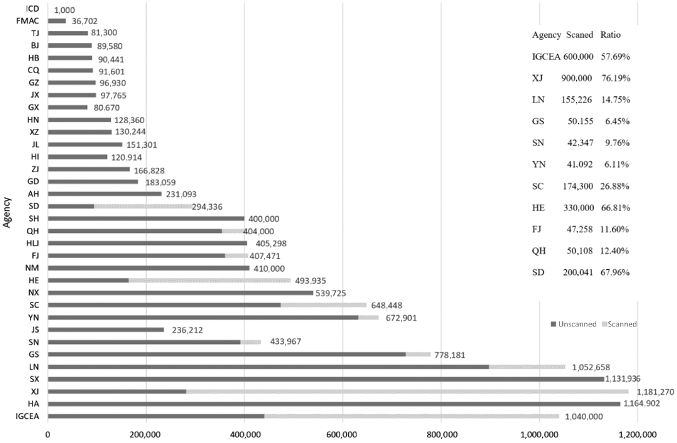 ICD 1,000
FMAC 36,702
TJ 81,300
BJ 89,580
HB 90,441
CQ 91,601
GZ 96,930
JX 97,765
GX 80,670
HN 128,360
XZ 130,244
JL 151,301
HI 120,914
ZJ 166,828
GD 183,059
AH 231,093
SD 294,336
SH 400,000
QH 404,000
HLJ 405,298
FJ 407,471
NM 410,000
HE 493,935
NX 539,725
SC 648,448
YN 672,901
JS 236,212
SN 433,967
GS 778,181
LN 1,052,658
SX 1,131,936
XJ 1,181,270
HA 1,164,902
IGCEA 1,040,000
0 200,000 400,000 600,000 800,000 1,000,000 1,200,000
Agency
Agency Scaned Ratio
IGCEA 600,000 57.69%
XJ 900,000 76.19%
LN 155,226 14.75%
GS 50.155 6.45%
SN 42,347 9.76%
YN 41.092 6.11%
SC 174,300 26.88%
HE 330,000 66.81%
FJ 47,258 11.60%
QH 50,108 12.40%
SD 200,041 67.96%
Unscanned Scanned